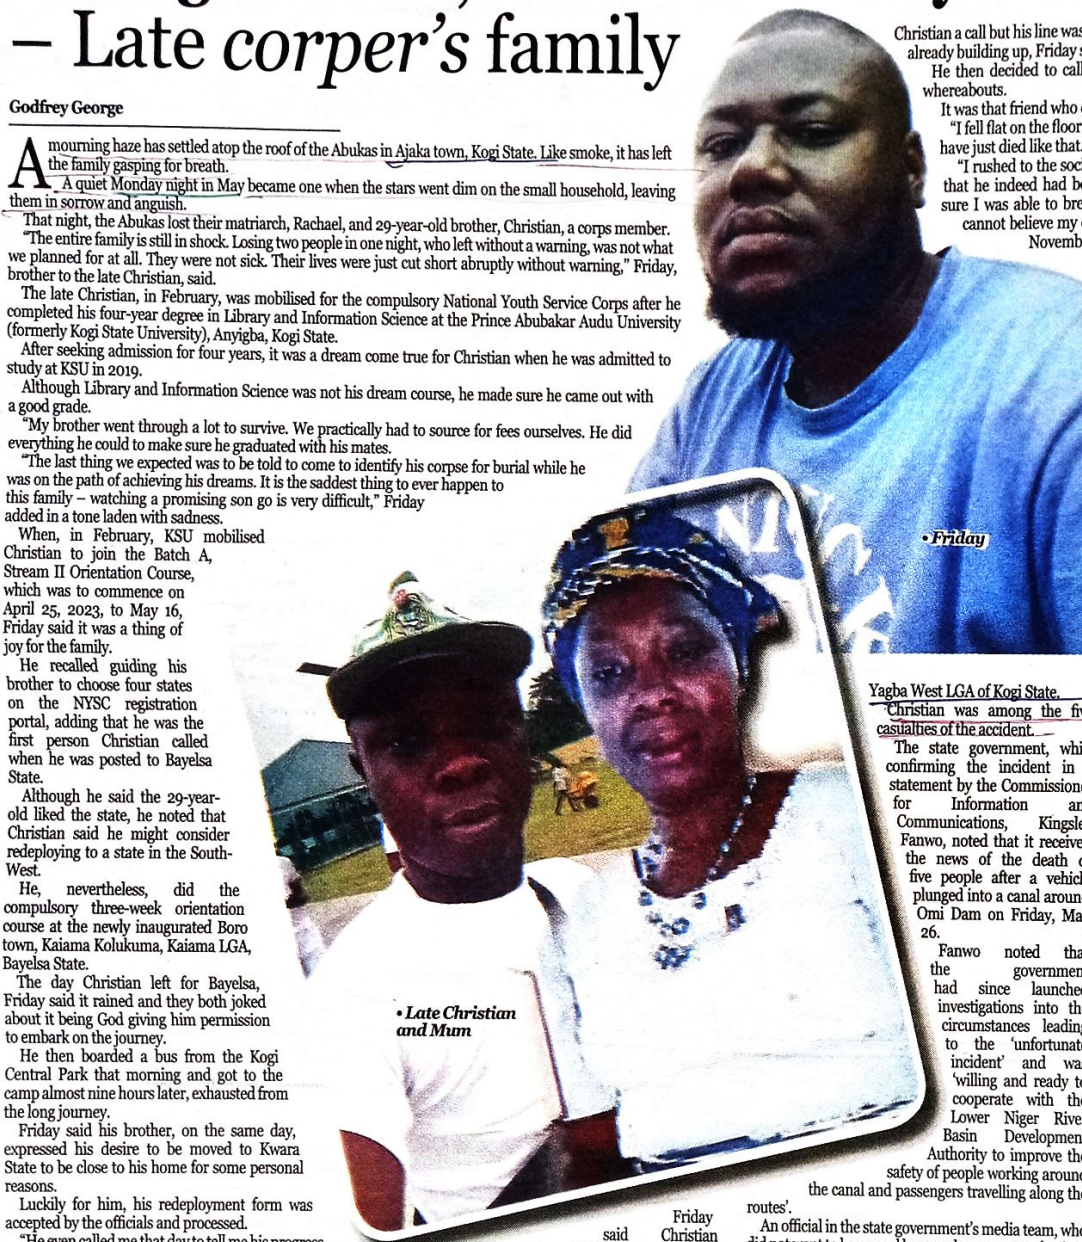 – Late corper's family
Godfrey George
A mourning haze has settled atop the roof of the Abukas in Ajaka town, Kogi State. Like smoke, it has left
the family gasping for breath.
A quiet Monday night in May became one when the stars went dim on the small household, leaving
them in sorrow and anguish.
That night, the Abukas lost their matriarch, Rachael, and 29-year-old brother, Christian, a corps member.
"The entire family is still in shock. Losing two people in one night, who left without a warning, was not what
we planned for at all. They were not sick. Their lives were just cut short abruptly without warning," Friday,
brother to the late Christian, said.
The late Christian, in February, was mobilised for the compulsory National Youth Service Corps after he
completed his four-year degree in Library and Information Science at the Prince Abubakar Audu University
(formerly Kogi State University), Anyigba, Kogi State.
After seeking admission for four years, it was a dream come true for Christian when he was admitted to
study at KSU in 2019.
Although Library and Information Science was not his dream course, he made sure he came out with
a good grade.
"My brother went through a lot to survive. We practically had to source for fees ourselves. He did
everything he could to make sure he graduated with his mates.
"The last thing we expected was to be told to come to identify his corpse for burial while he
was on the path of achieving his dreams. It is the saddest thing to ever happen to
this family – watching a promising son go is very difficult," Friday
added in a tone laden with sadness.
When, in February, KSU mobilised
Christian to join the Batch A,
Stream II Orientation Course,
which was to commence on
April 25, 2023, to May 16,
Friday said it was a thing of
joy for the family.
He recalled guiding his
brother to choose four states
on the NYSC registration
portal, adding that he was the
first person Christian called
when he was posted to Bayelsa
State.
Although he said the 29-year-
old liked the state, he noted that
Christian said he might consider
redeploying to a state in the South-
West.
He, nevertheless, did the
compulsory three-week orientation
course at the newly inaugurated Boro
town, Kaiama Kolukuma, Kaiama LGA,
Bayelsa State.
The day Christian left for Bayelsa,
Friday said it rained and they both joked
about it being God giving him permission
to embark on the journey.
He then boarded a bus from the Kogi
Central Park that morning and got to the
camp almost nine hours later, exhausted from
the long journey.
Friday said his brother, on the same day,
expressed his desire to be moved to Kwara
State to be close to his home for some personal
reasons.
Luckily for him, his redeployment form was
accepted by the officials and processed.
"He even called me that day to tell me his progress
• Late Christian
and Mum
• Friday
said Friday
Christian
Christian a call but his line was
already building up, Friday
He then decided to call
whereabouts.
It was that friend who
"I fell flat on the floor
have just died like that.
"I rushed to the
that he indeed had
sure I was able to
cannot believe my
Yagba West LGA of Kogi State.
Christian was among the
casualties of the accident.
The state government,
confirming the incident in
statement by the
for Information
Communications,
Fanwo, noted that it
the news of the death
five people after a
plunged into a canal
Omi Dam on Friday,
26.
Fanwo noted
the
had since
investigations into
circumstances
to the
incident' and
'willing and ready
cooperate with
Lower Niger
Basin
Authority to improve
safety of people working
the canal and passengers travelling along
routes'.
An official in the state government's media team,